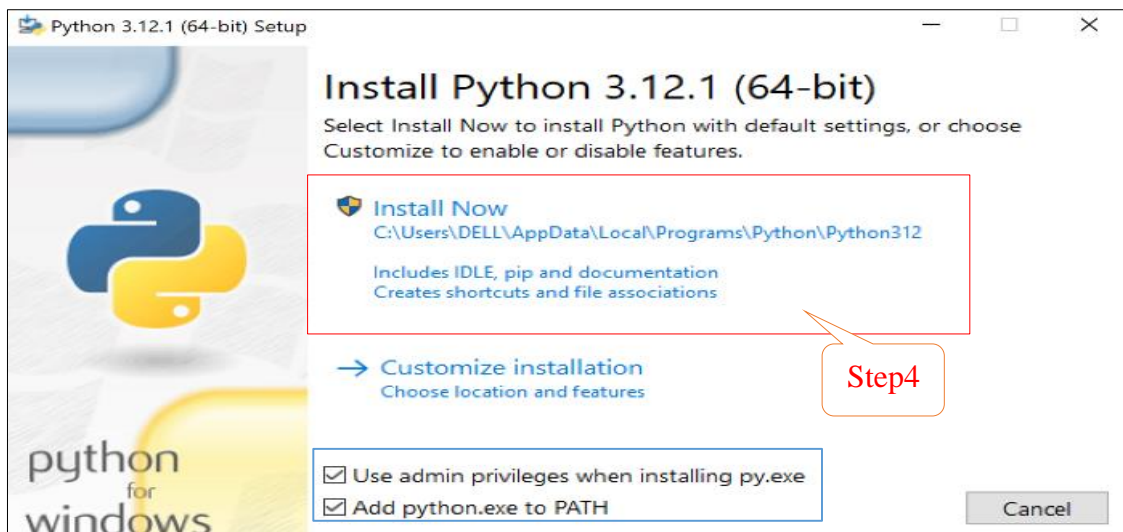 Python 3.12.1 (64-bit) Setup
Install Python 3.12.1 (64-bit)
Select Install Now to install Python with default settings, or choose
Customize to enable or disable features.
Install Now
C:\Users\DELL\AppData\Local\Programs\Python\Python312
Includes IDLE, pip and documentation
Creates shortcuts and file associations
Step4
Customize installation
Choose location and features
Use admin privileges when installing py.exe
Add python.exe to PATH
Cancel
python
for
windows